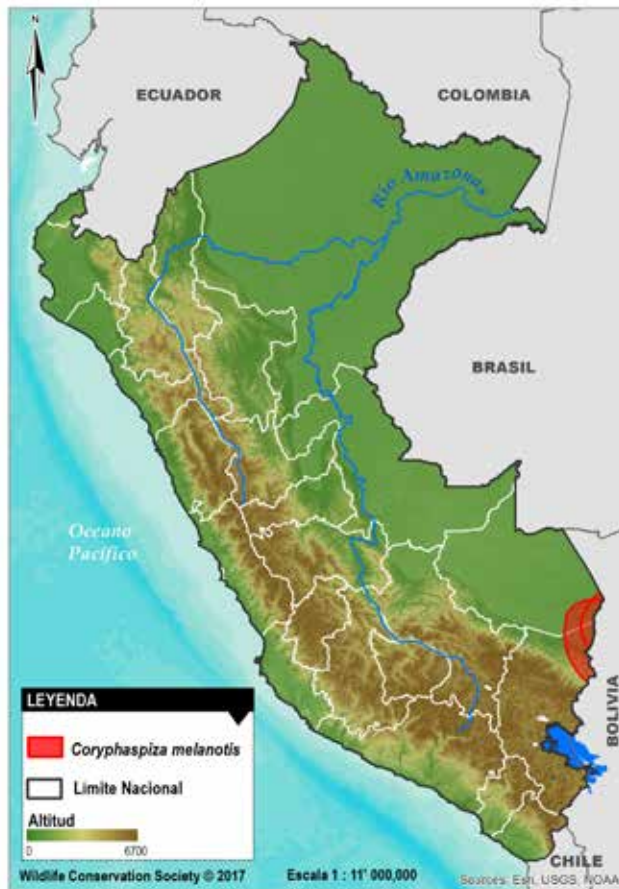 N
ECUADOR
COLOMBIA
Río Amazonas
BRASIL
Oceano
Pacífico
BOLIVIA
LEYENDA
Coryphaspiza melanotis
Limite Nacional
Altitud
0 6700
CHILE
Wildlife Conservation Society © 2017 Escala 1 : 11' 000,000 Sources: Esri, USGS, NOAA